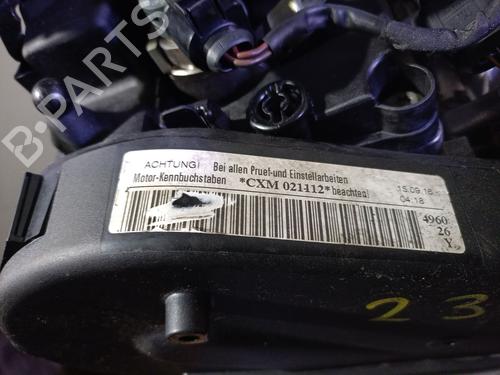 B-PARTS
ACHTUNG! Bei allen Pruef-und Einstellarbeiten
Motor-Kennbuchstaben *CXM 021112* beachten!
15.09.18
04.18
4960
26
Y
23